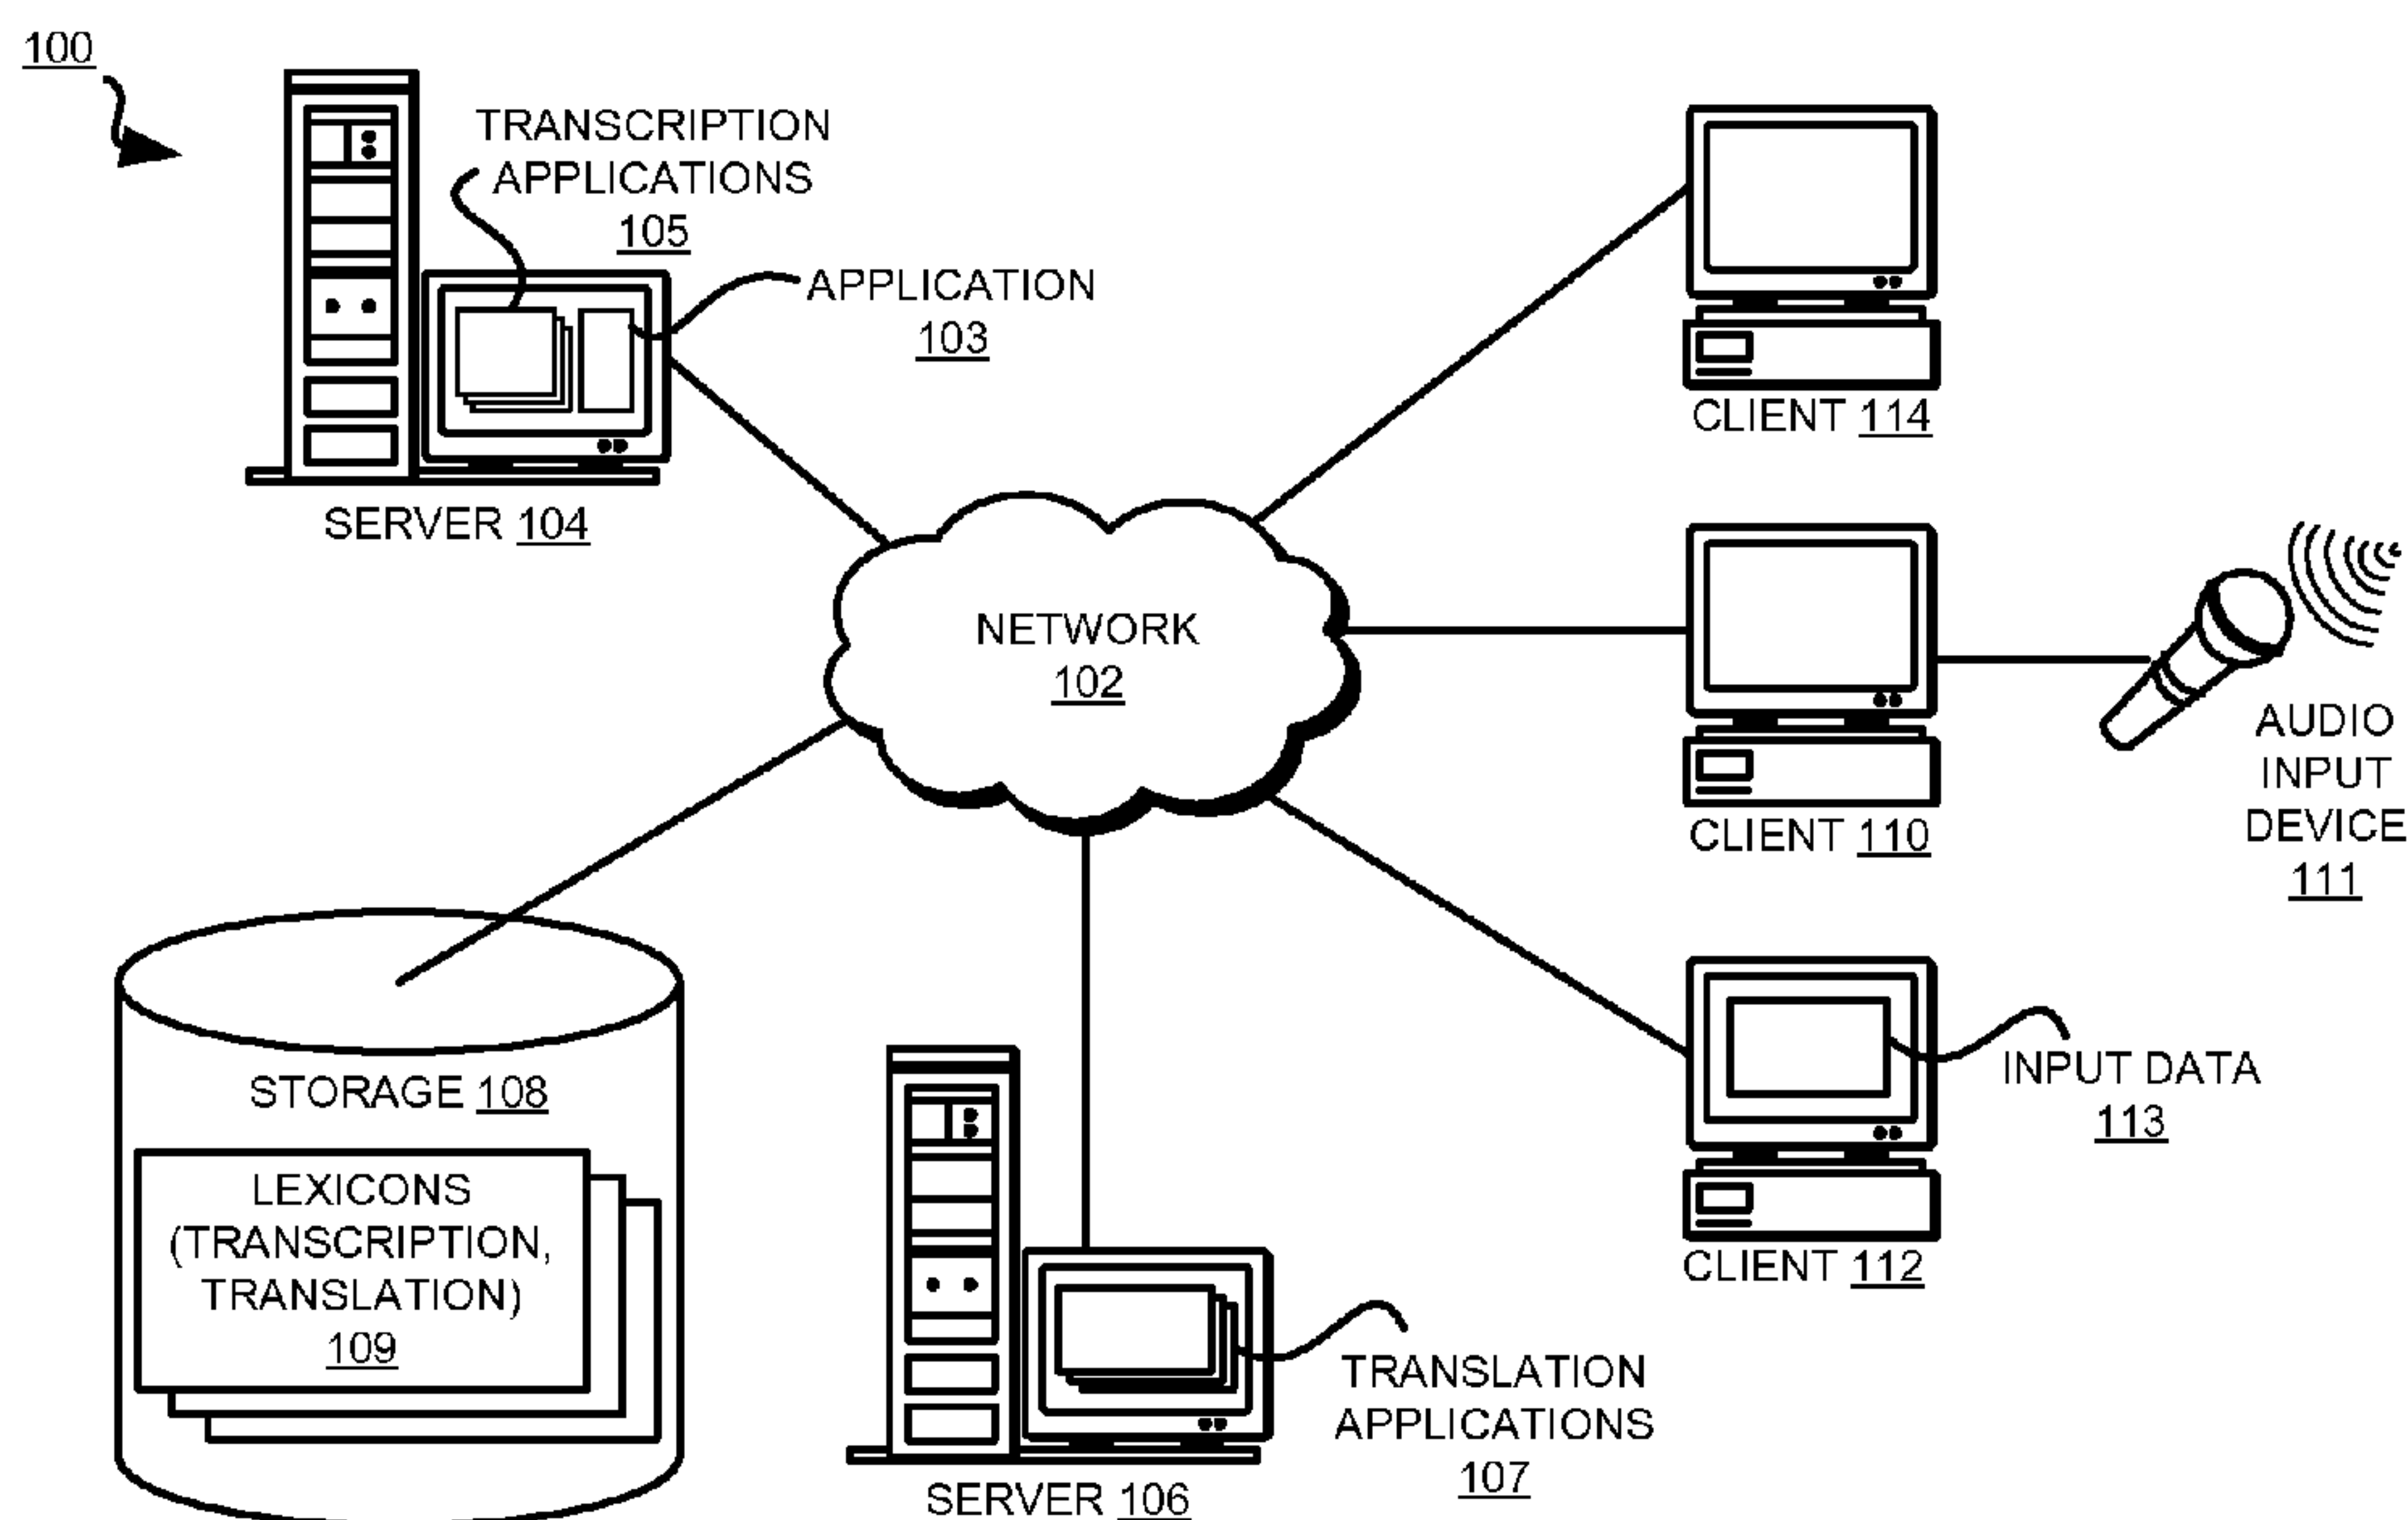 100
TRANSCRIPTION
APPLICATIONS
105
APPLICATION
103
SERVER 104
CLIENT 114
NETWORK
102
CLIENT 110
AUDIO
INPUT
DEVICE
111
STORAGE 108
LEXICONS
(TRANSCRIPTION,
TRANSLATION)
109
INPUT DATA
113
CLIENT 112
TRANSLATION
APPLICATIONS
107
SERVER 106